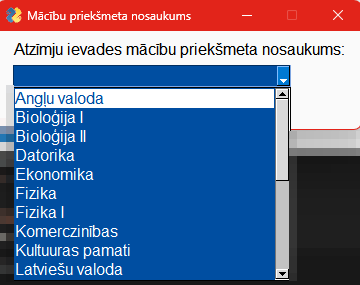 Mācību priekšmeta nosaukums
Atzīmju ievades mācību priekšmeta nosaukums:
Angļu valoda
Bioloģija I
Bioloģija II
Datorika
Ekonomika
Fizika
Fizika I
Komerczinības
Kultuuras pamati
Latviešu valoda